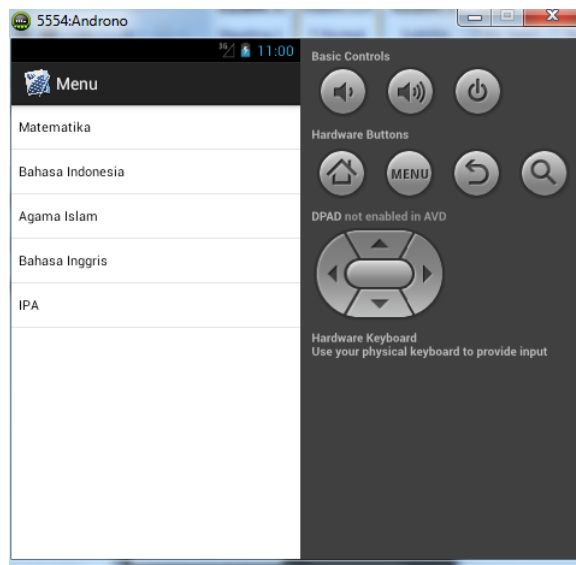 5554:Androno
3G 11:00
Menu
Matematika
Bahasa Indonesia
Agama Islam
Bahasa Inggris
IPA
Basic Controls
Hardware Buttons
MENU
DPAD not enabled in AVD
Hardware Keyboard
Use your physical keyboard to provide input